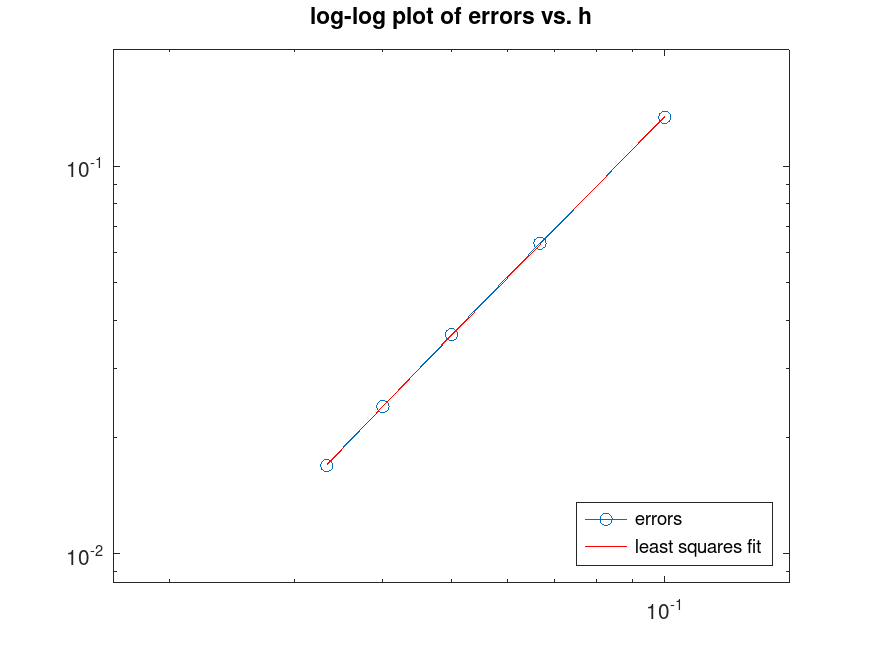 log-log plot of errors vs. h
10^-1
10^-2
10^-1
errors
least squares fit